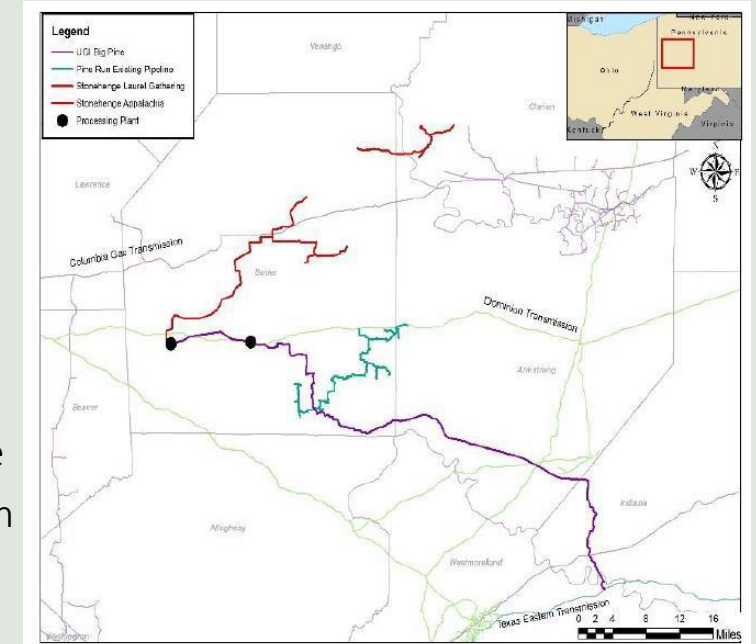 Legend
UGI Big Pine
Pine Run Existing Pipeline
Stonehenge Laurel Gathering
Stonehenge Appalachia
Processing Plant
Michigan
New York
Pennsylvania
Ohio
Maryland
West Virginia
Virginia
Kentucky
N
W
E
S
Venango
Clarion
Lawrence
Columbia Gas Transmission
Butler
Dominion Transmission
Armstrong
Beaver
e
n
Indiana
Allegheny
Westmoreland
Texas Eastern Transmission
Washington
0 2 4 8 12 16
Miles